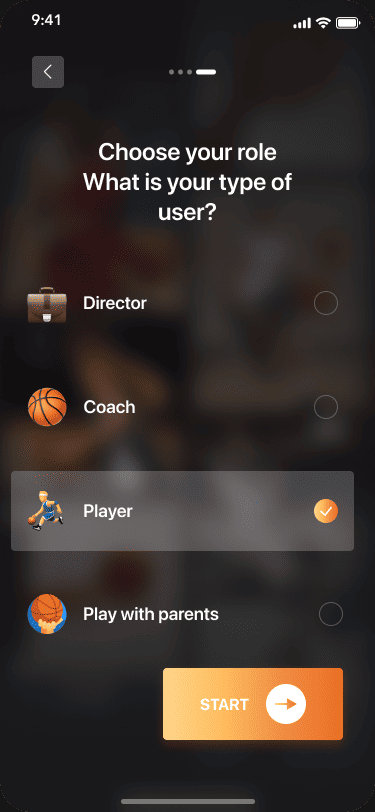 9:41
Choose your role
What is your type of
user?
Director
Coach
Player
Play with parents
START